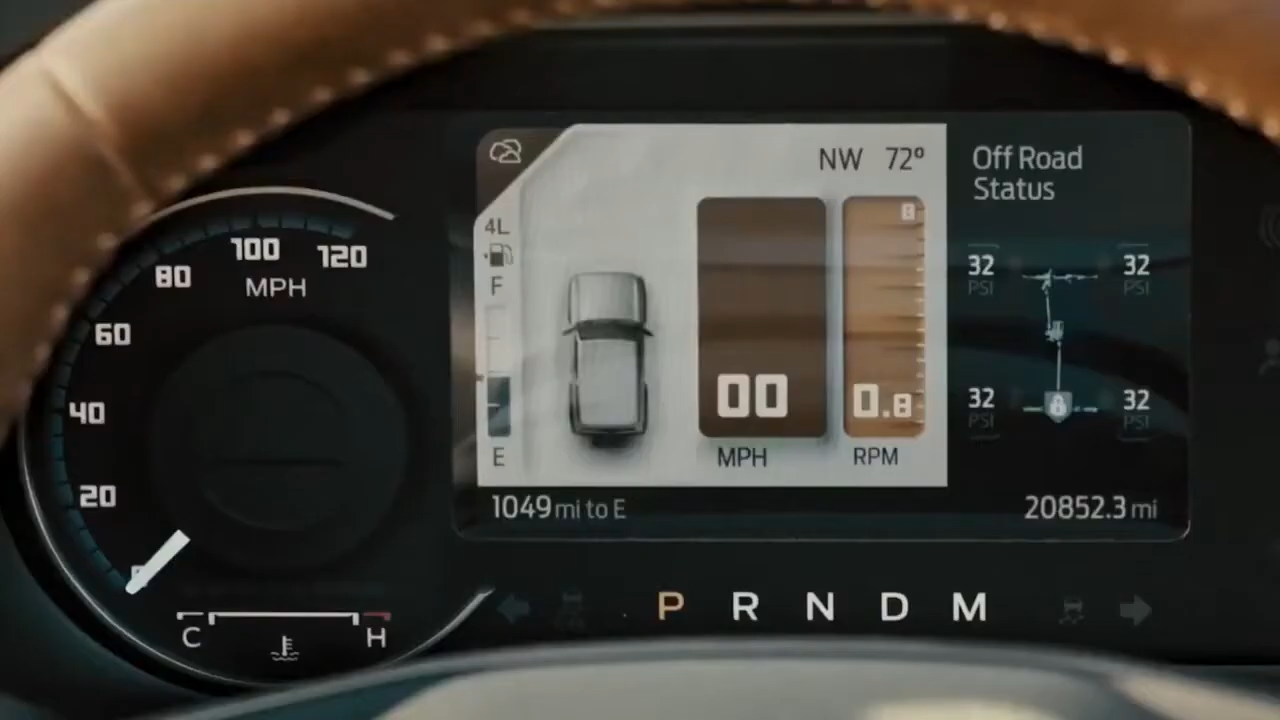 120
100
80
MPH
60
40
20
C
H
NW 72°
4L
F
E
00
MPH
8
0.8
RPM
Off Road
Status
32
PSI
32
PSI
32
PSI
32
PSI
1049 mi to E
20852.3 mi
P R N D M